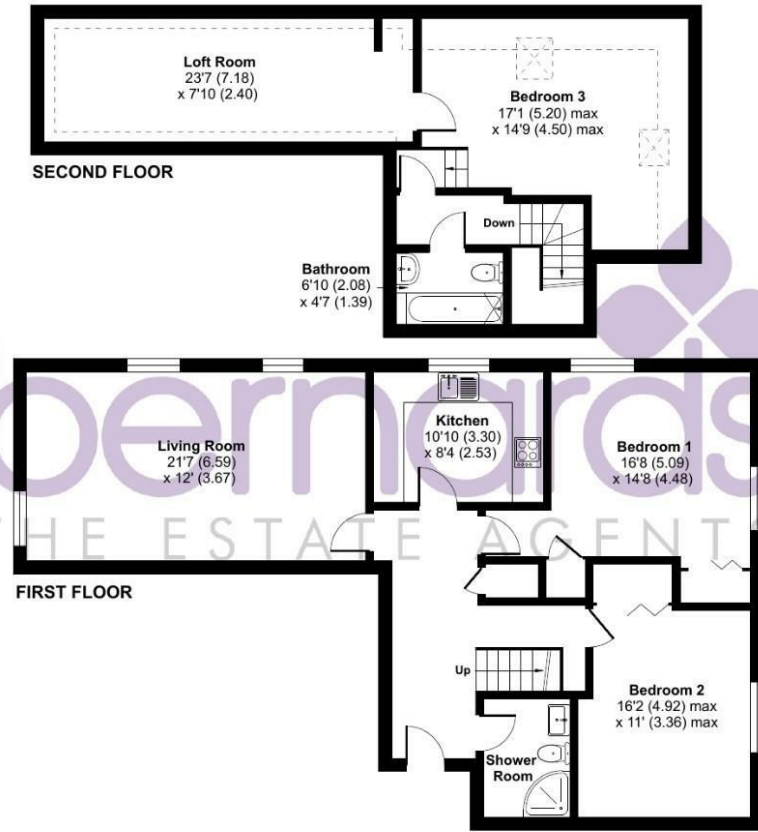 Loft Room
23'7 (7.18)
x 7'10 (2.40)
Bedroom 3
17'1 (5.20) max
x 14'9 (4.50) max
SECOND FLOOR
Down
Bathroom
6'10 (2.08)
x 4'7 (1.39)
bernards
THE ESTATE AGENTS
Living Room
21'7 (6.59)
x 12' (3.67)
Kitchen
10'10 (3.30)
x 8'4 (2.53)
Bedroom 1
16'8 (5.09)
x 14'8 (4.48)
FIRST FLOOR
Up
Bedroom 2
16'2 (4.92) max
x 11' (3.36) max
Shower
Room